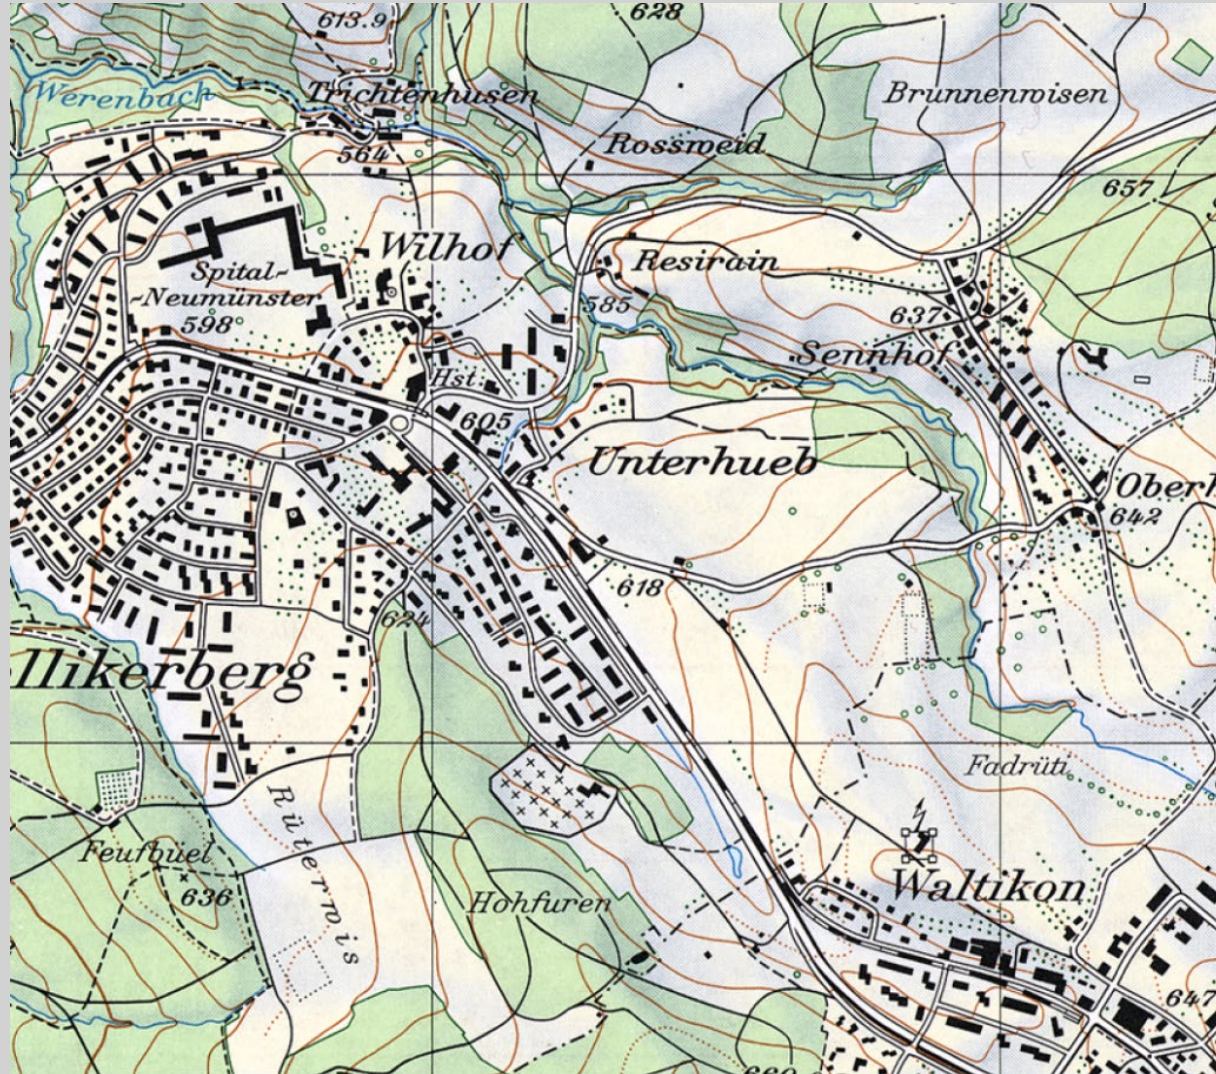 613.9
628
Werenbach
Trichtenhusen
Brunnenwisen
Rossweid
564
657
Wilhof
Resirain
Spital-
-Neumünster
598
585
637
Sennhof
Hst.
605
Unterhueb
Oberh
642
618
624
llikerberg
Fadrüti
Rüterwis
Feufbüel
636
Waltikon
Hohfuren
647